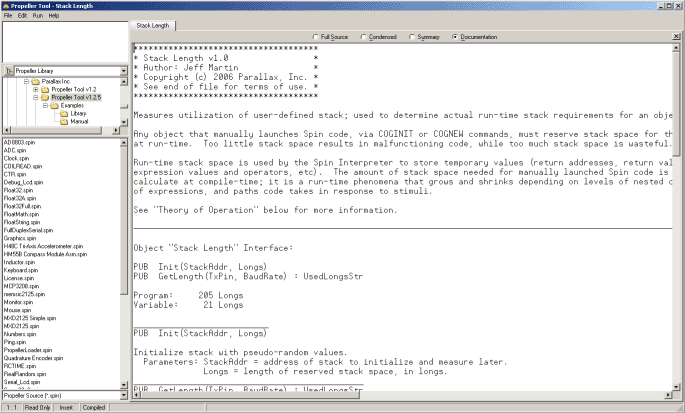 Propeller Tool - Stack Length
File Edit Run Help
Stack Length
Full Source Condensed Summary Documentation
Propeller Library
Parallax Inc
Propeller Tool v1.2
Propeller Tool v1.2.5
Examples
Library
Manual
AD8803.spin
ADC.spin
Clock.spin
COILREAD.spin
CTR.spin
Debug_Lcd.spin
Float32.spin
Float32A.spin
Float32Full.spin
FloatMath.spin
FloatString.spin
FullDuplexSerial.spin
Graphics.spin
H48C Tri-Axis Accelerometer.spin
HM55B Compass Module Asm.spin
Inductor.spin
Keyboard.spin
License.spin
MCP3208.spin
memsic2125.spin
Monitor.spin
Mouse.spin
MXD2125 Simple.spin
MXD2125.spin
Numbers.spin
Ping.spin
PropellerLoader.spin
Quadrature Encoder.spin
RCTIME.spin
RealRandom.spin
Serial_Lcd.spin
Propeller Source (*.spin)
*************************************
* Stack Length v1.0 *
* Author: Jeff Martin *
* Copyright (c) 2006 Parallax, Inc. *
* See end of file for terms of use. *
*************************************
Measures utilization of user-defined stack; used to determine actual run-time stack requirements for an obje
Any object that manually launches Spin code, via COGINIT or COGNEW commands, must reserve stack space for th
at run-time. Too little stack space results in malfunctioning code, while too much stack space is wasteful.
Run-time stack space is used by the Spin Interpreter to store temporary values (return addresses, return val
expression values and operators, etc). The amount of stack space needed for manually launched Spin code is
calculate at compile-time; it is a run-time phenomena that grows and shrinks depending on levels of nested c
of expressions, and paths code takes in response to stimuli.
See "Theory of Operation" below for more information.
Object "Stack Length" Interface:
PUB Init(StackAddr, Longs)
PUB GetLength(TxPin, BaudRate) : UsedLongsStr
Program: 205 Longs
Variable: 21 Longs
PUB Init(StackAddr, Longs)
Initialize stack with pseudo-random values.
Parameters: StackAddr = address of stack to initialize and measure later.
Longs = length of reserved stack space, in longs.
PUB GetLength(TxPin, BaudRate) : UsedLongsStr
1 : 1 Read Only Insert Compiled